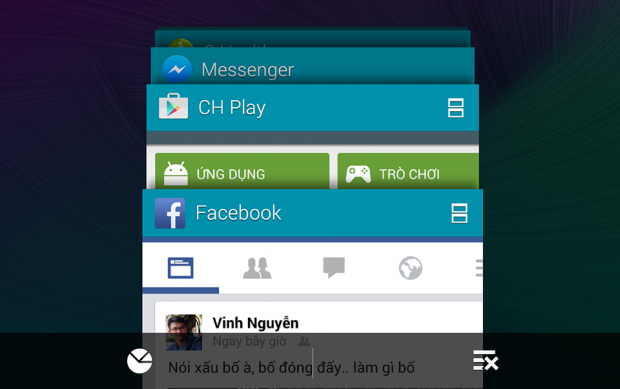 S Health
Messenger
CH Play
ỨNG DỤNG
TRÒ CHƠI
Facebook
Vinh Nguyễn
Ngay bây giờ
Nói xấu bố à, bố đóng đấy.. làm gì bố